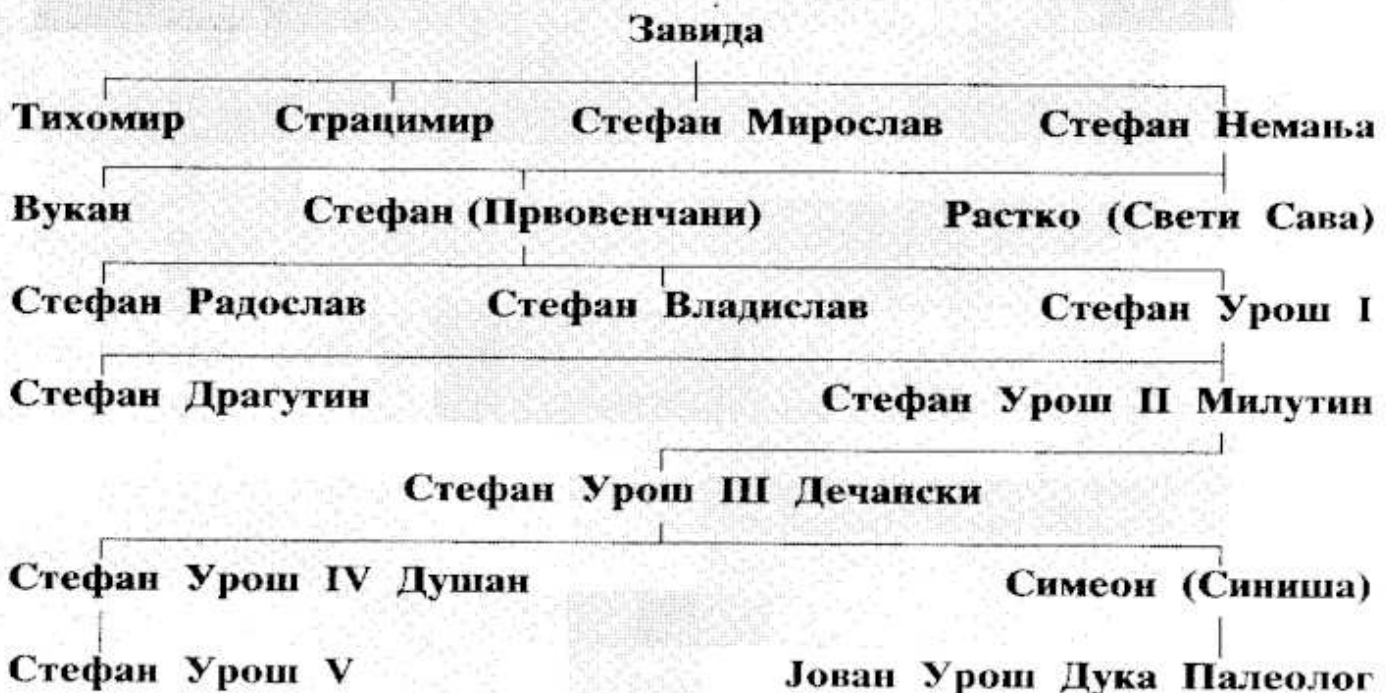 Завида
Тихомир Страцимир Стефан Мирослав Стефан Немања
Вукан Стефан (Првовенчани) Растко (Свети Сава)
Стефан Радослав Стефан Владислав Стефан Урош I
Стефан Драгутин Стефан Урош II Милутин
Стефан Урош III Дечански
Стефан Урош IV Душан Симеон (Синиша)
Стефан Урош V Јован Урош Дука Палеолог